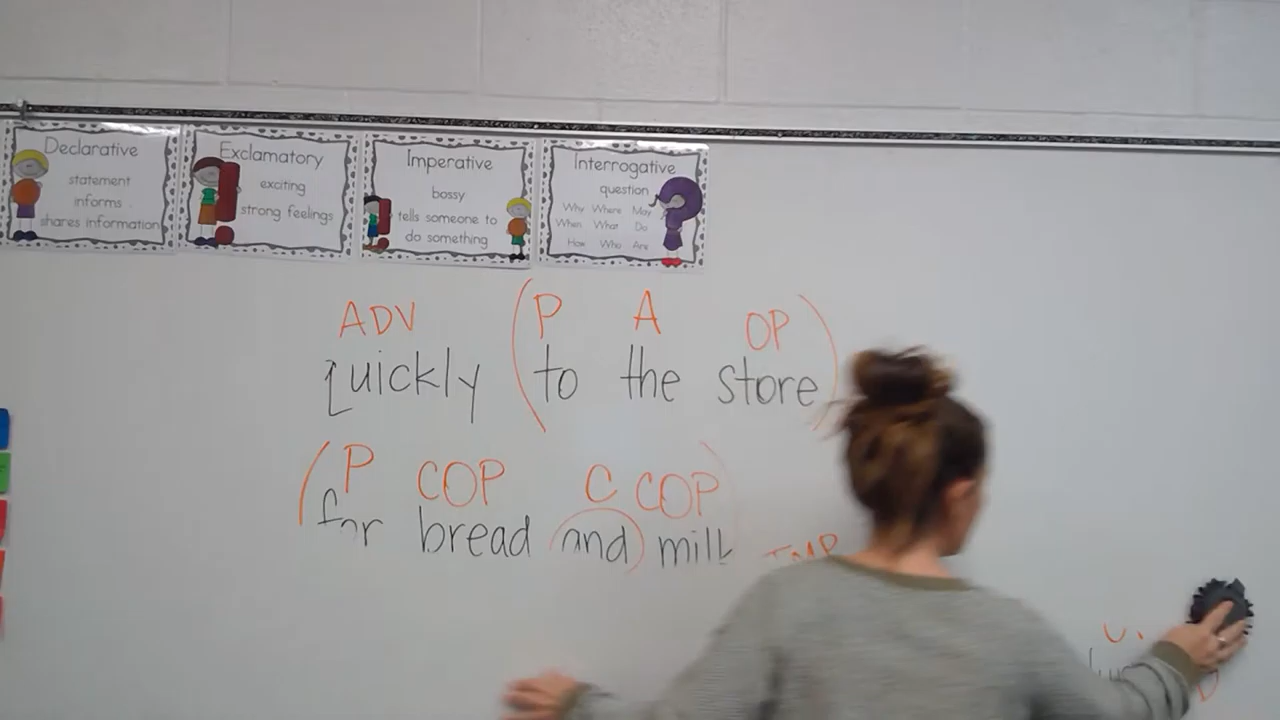 Declarative
statement
informs
shares information
Exclamatory
exciting
strong feelings
Imperative
bossy
tells someone to
do something
Interrogative
question
Why Where May
When What Do
How Who Are
ADV (P A OP)
quickly to the store
(P COP C COP)
for bread and milk